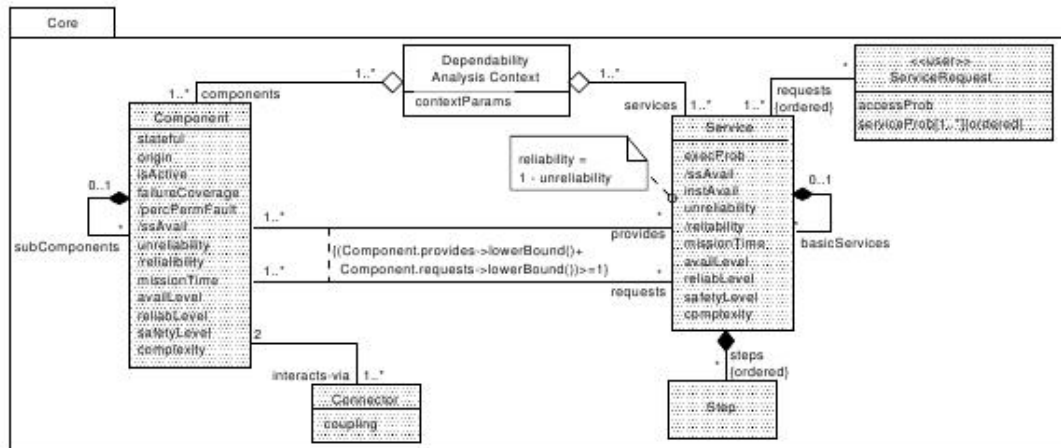 Core
Dependability
Analysis Context
contextParams
1..*
1..*
1..*
components
services
1..*
1..*
*
requests
{ordered}
<<user>>
ServiceRequest
accessProb
serviceProb[1..*]{ordered}
Component
stateful
origin
isActive
failureCoverage
/percPermFault
/ssAvail
unreliability
/relialibility
missionTime
availLevel
reliabLevel
safetyLevel
complexity
0..1
*
subComponents
reliability =
1 - unreliability
Service
execProb
/ssAvail
instAvail
unreliability
/reliability
missionTime
availLevel
reliabLevel
safetyLevel
complexity
0..1
*
basicServices
1..*
*
provides
{(Component.provides->lowerBound()+
Component.requests->lowerBound())>=1}
1..*
*
requests
2
interacts-via
1..*
Connector
coupling
steps
{ordered}
*
Step